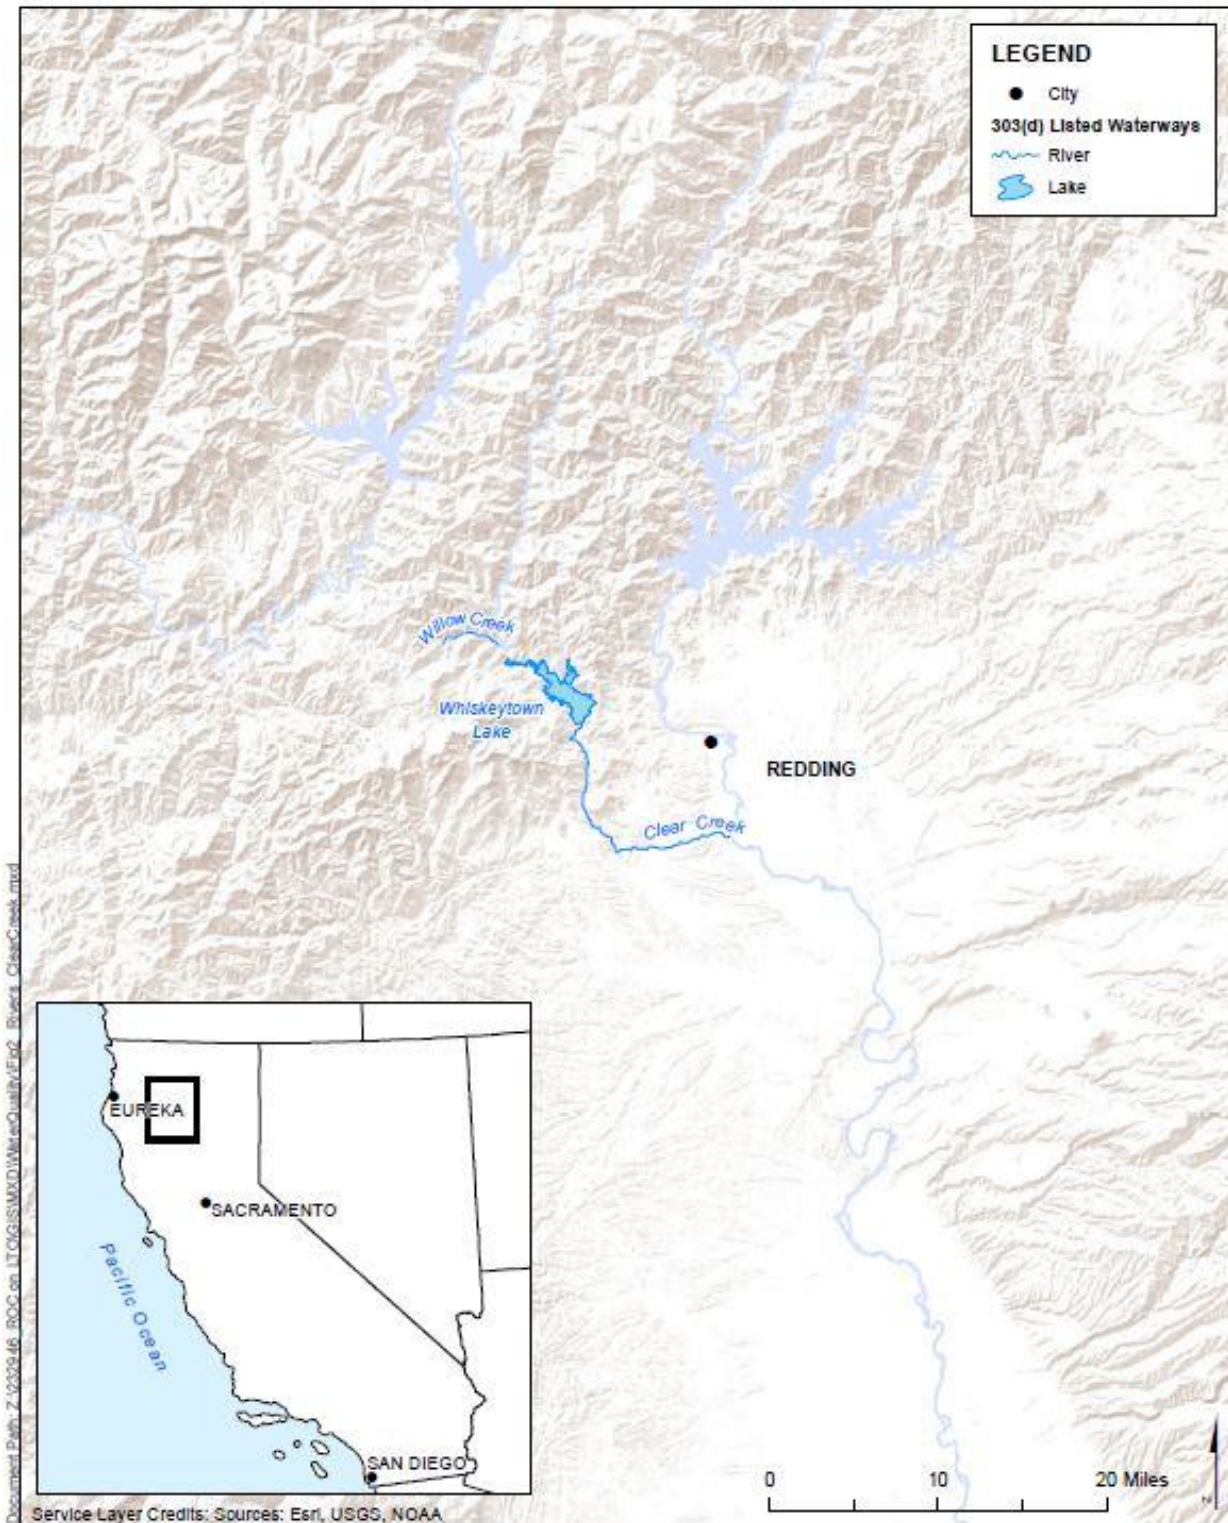 LEGEND
City
303(d) Listed Waterways
River
Lake
Willow Creek
Whiskeytown
Lake
REDDING
Clear Creek
EUREKA
SACRAMENTO
Pacific Ocean
SAN DIEGO
0 10 20 Miles
N
Service Layer Credits: Sources: Esri, USGS, NOAA